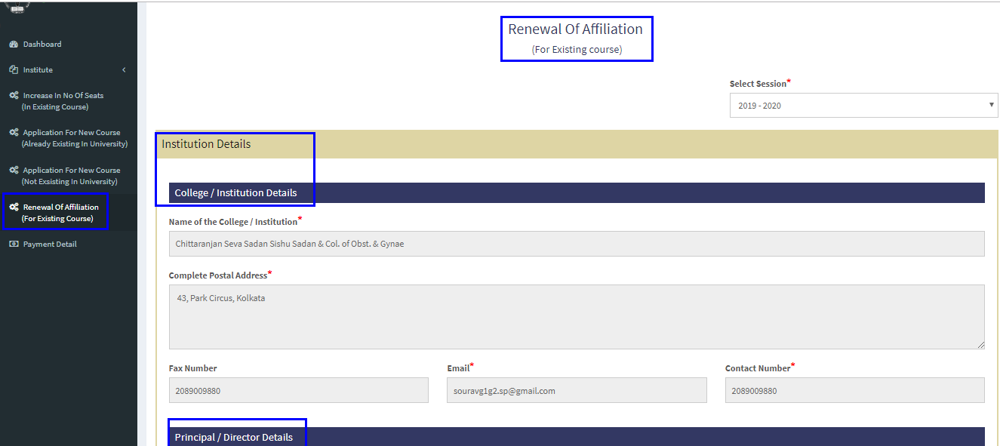 Dashboard
Institute
Increase In No Of Seats
(In Existing Course)
Application For New Course
(Already Existing In University)
Application For New Course
(Not Exsisting In University)
Renewal Of Affiliation
(For Existing Course)
Payment Detail
Renewal Of Affiliation
(For Existing course)
Select Session*
2019 - 2020
Institution Details
College / Institution Details
Name of the College / Institution*
Chittaranjan Seva Sadan Sishu Sadan & Col. of Obst. & Gynae
Complete Postal Address*
43, Park Circus, Kolkata
Fax Number Email* Contact Number*
2089009880 souravg1g2.sp@gmail.com 2089009880
Principal / Director Details